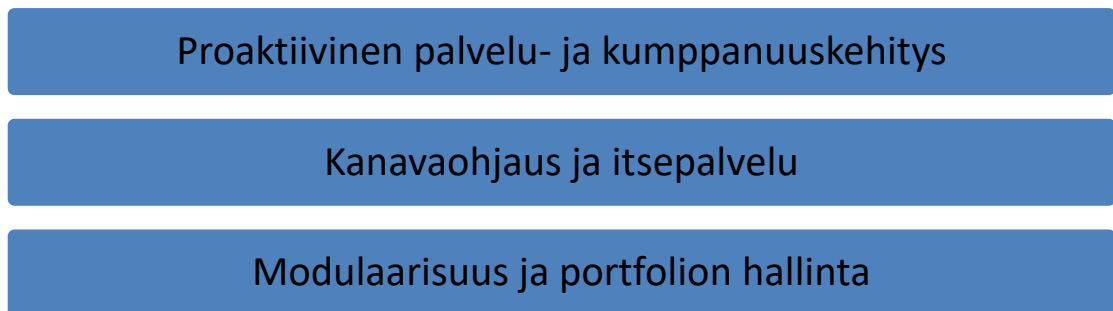 Proaktiivinen palvelu- ja kumppanuuskehitys
Kanavaohjaus ja itsepalvelu
Modulaarisuus ja portfolion hallinta